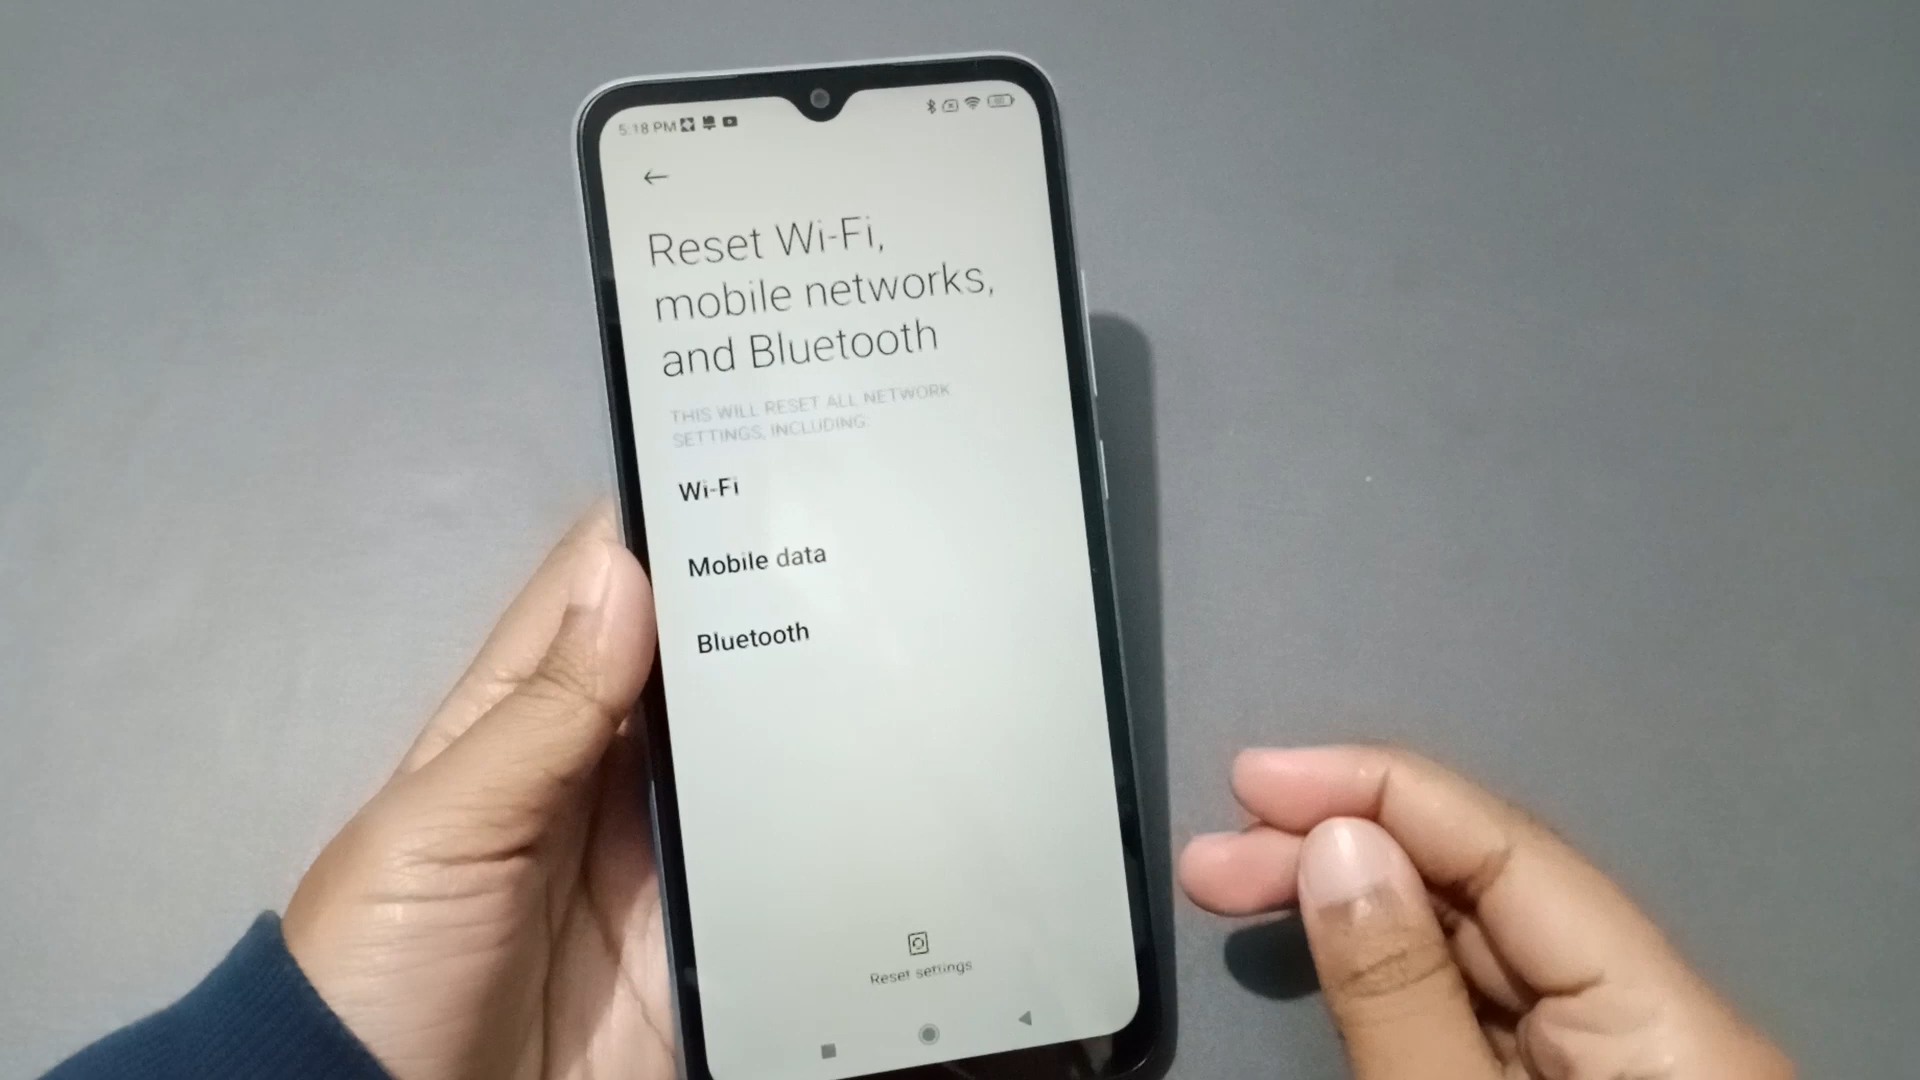 5:18 PM
Reset Wi-Fi,
mobile networks,
and Bluetooth
THIS WILL RESET ALL NETWORK
SETTINGS, INCLUDING:
Wi-Fi
Mobile data
Bluetooth
Reset settings